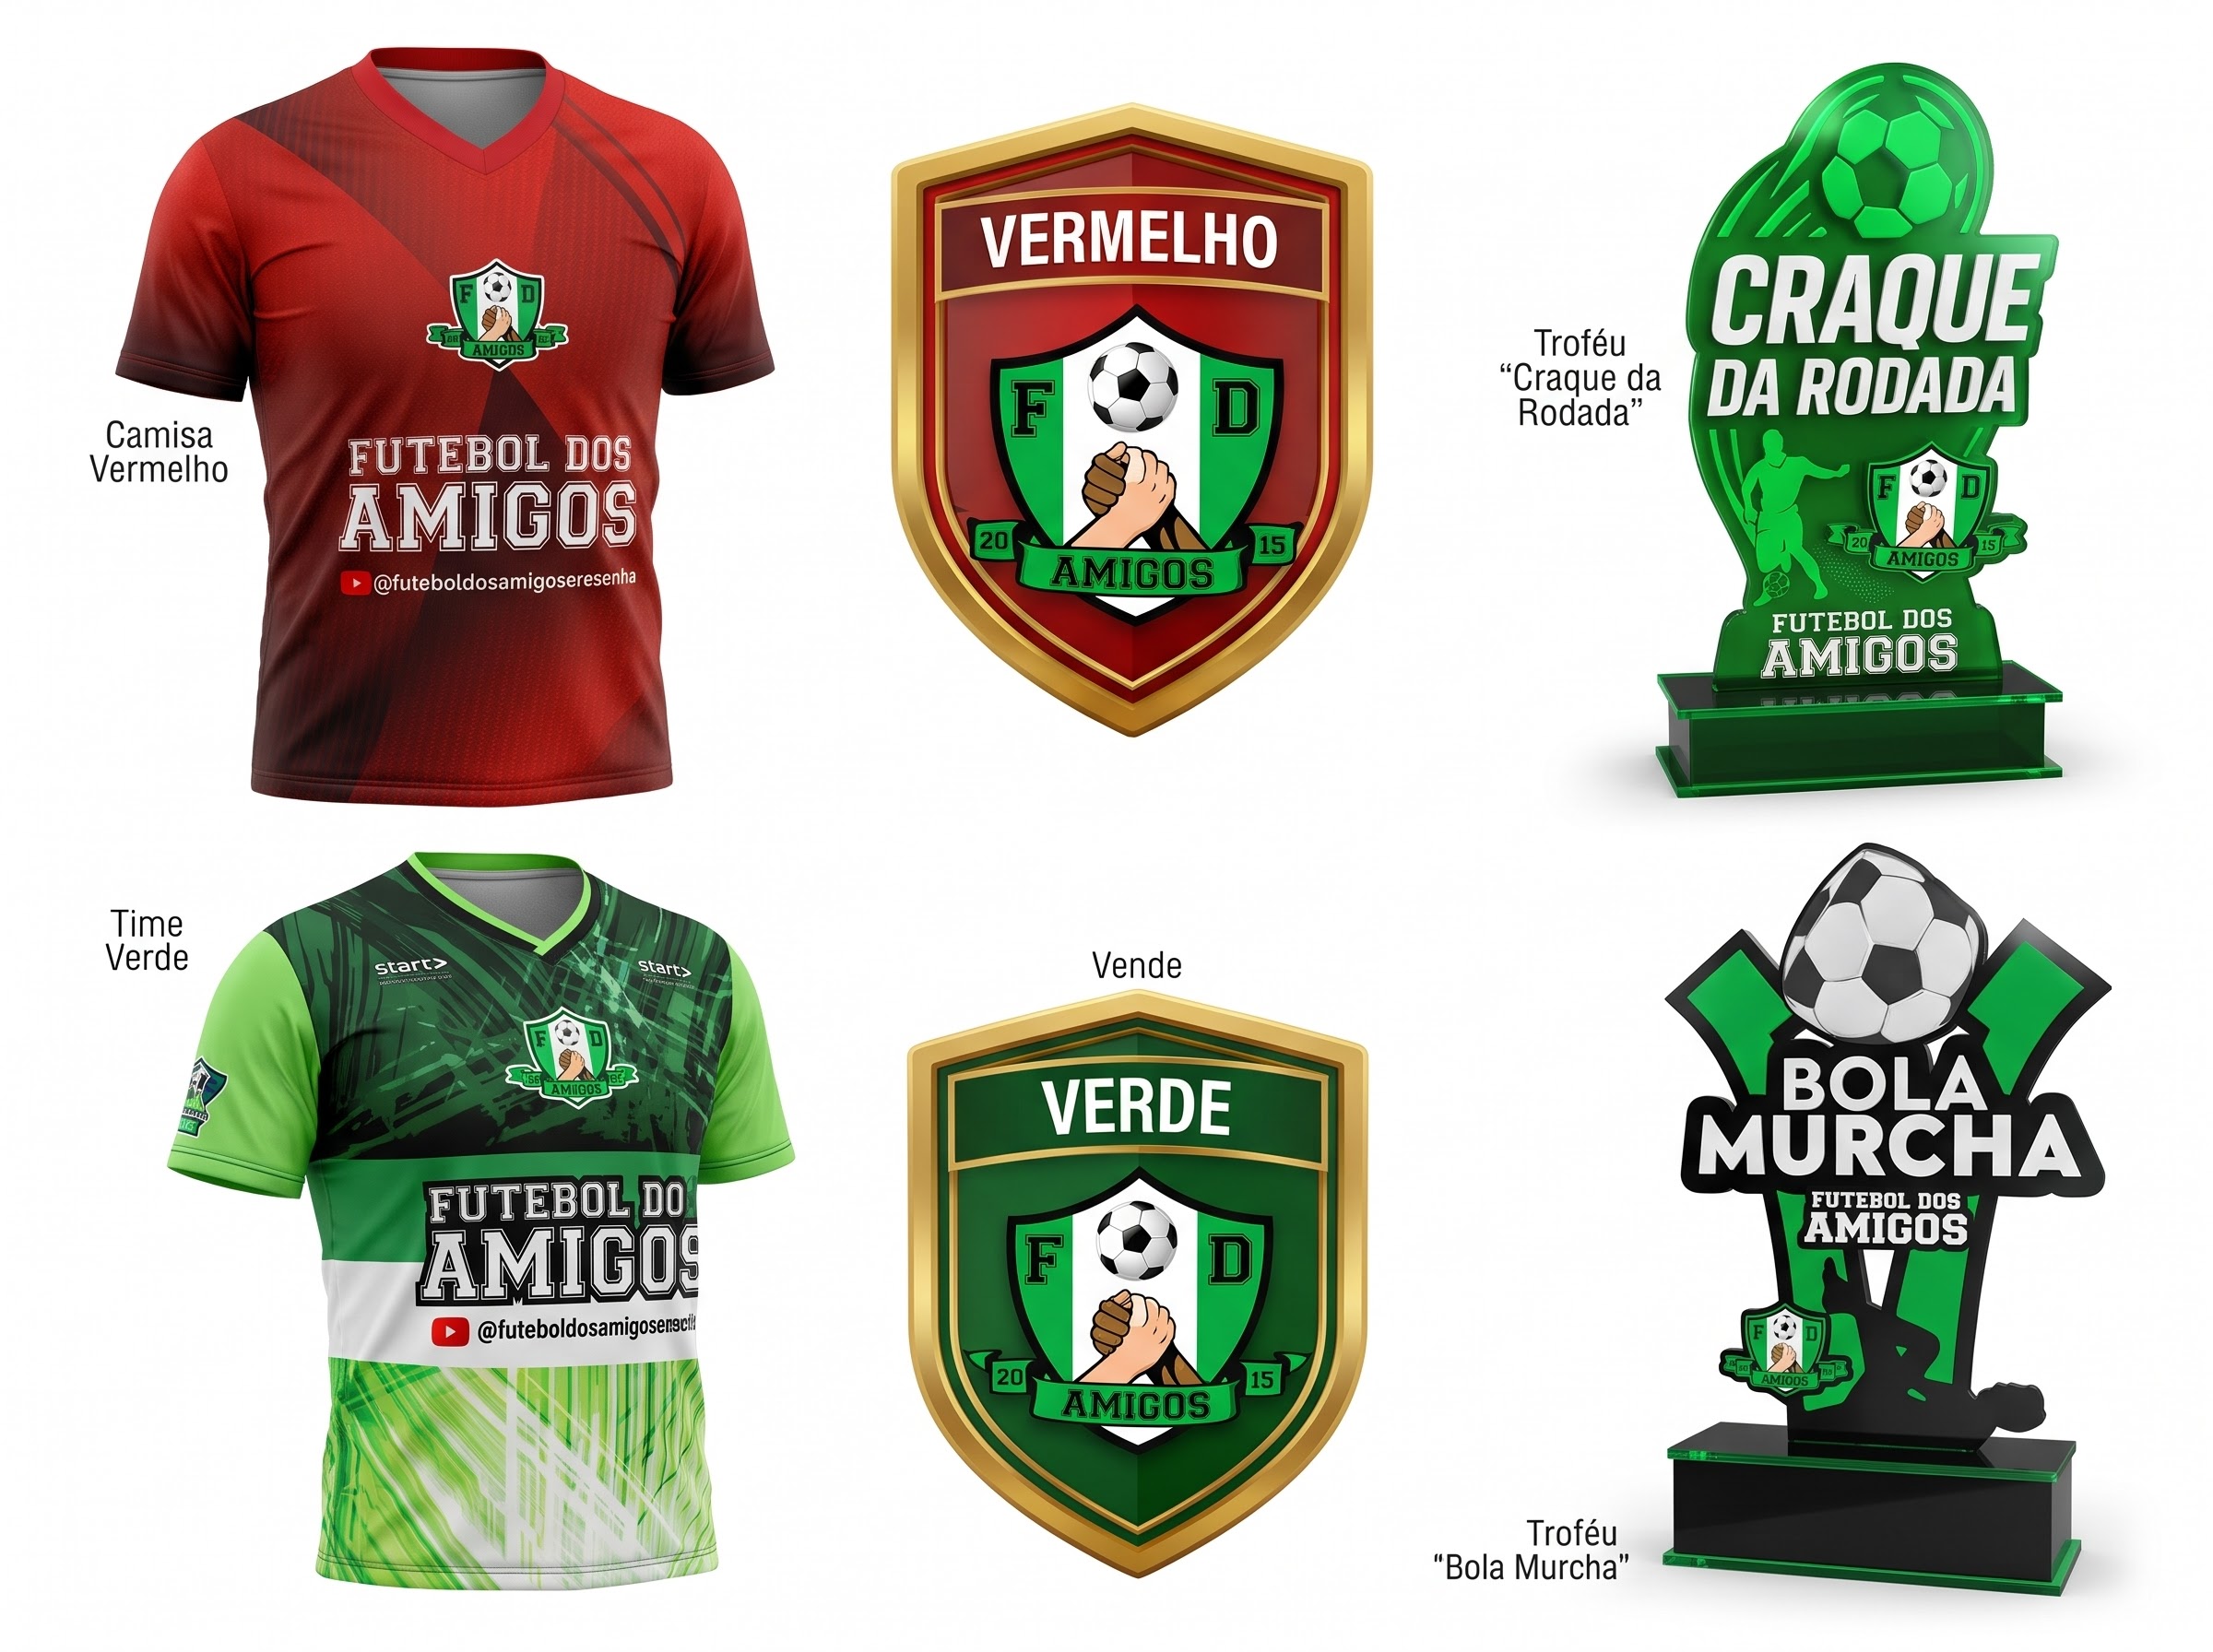 F D
AMIGOS
FUTEBOL DOS
AMIGOS
@futeboldosamigoseresenha
Camisa
Vermelho
VERMELHO
F D
20 15
AMIGOS
Troféu
“Craque da
Rodada”
CRAQUE
DA RODADA
F D
20 15
AMIGOS
FUTEBOL DOS
AMIGOS
Time
Verde
start>
start>
F D
AMIGOS
FUTEBOL DO
AMIGOS
Vende
VERDE
F D
20 15
AMIGOS
BOLA
MURCHA
FUTEBOL DOS
AMIGOS
F D
AMIGOS
Troféu
“Bola Murcha”